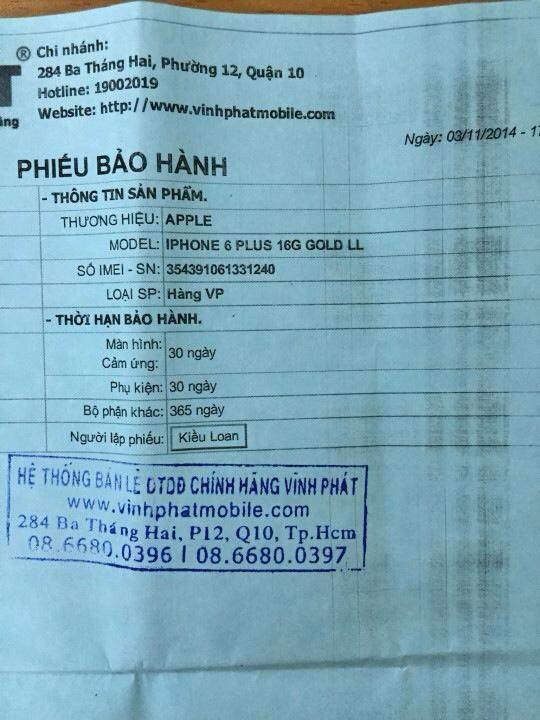 ®
Chi nhánh:
284 Ba Tháng Hai, Phường 12, Quận 10
Hotline: 19002019
Website: http://www.vinhphatmobile.com
Ngày: 03/11/2014 - 17
PHIẾU BẢO HÀNH
- THÔNG TIN SẢN PHẨM.
THƯƠNG HIỆU: APPLE
MODEL: IPHONE 6 PLUS 16G GOLD LL
SỐ IMEI - SN: 354391061331240
LOẠI SP: Hàng VP
- THỜI HẠN BẢO HÀNH.
Màn hình:
Cảm ứng: 30 ngày
Phụ kiện: 30 ngày
Bộ phận khác: 365 ngày
Người lập phiếu: Kiều Loan
HỆ THỐNG BÁN LẺ ĐTDĐ CHÍNH HÃNG VĨNH PHÁT
www.vinhphatmobile.com
284 Ba Tháng Hai, P12, Q10, Tp.Hcm
08.6680.0396 | 08.6680.0397